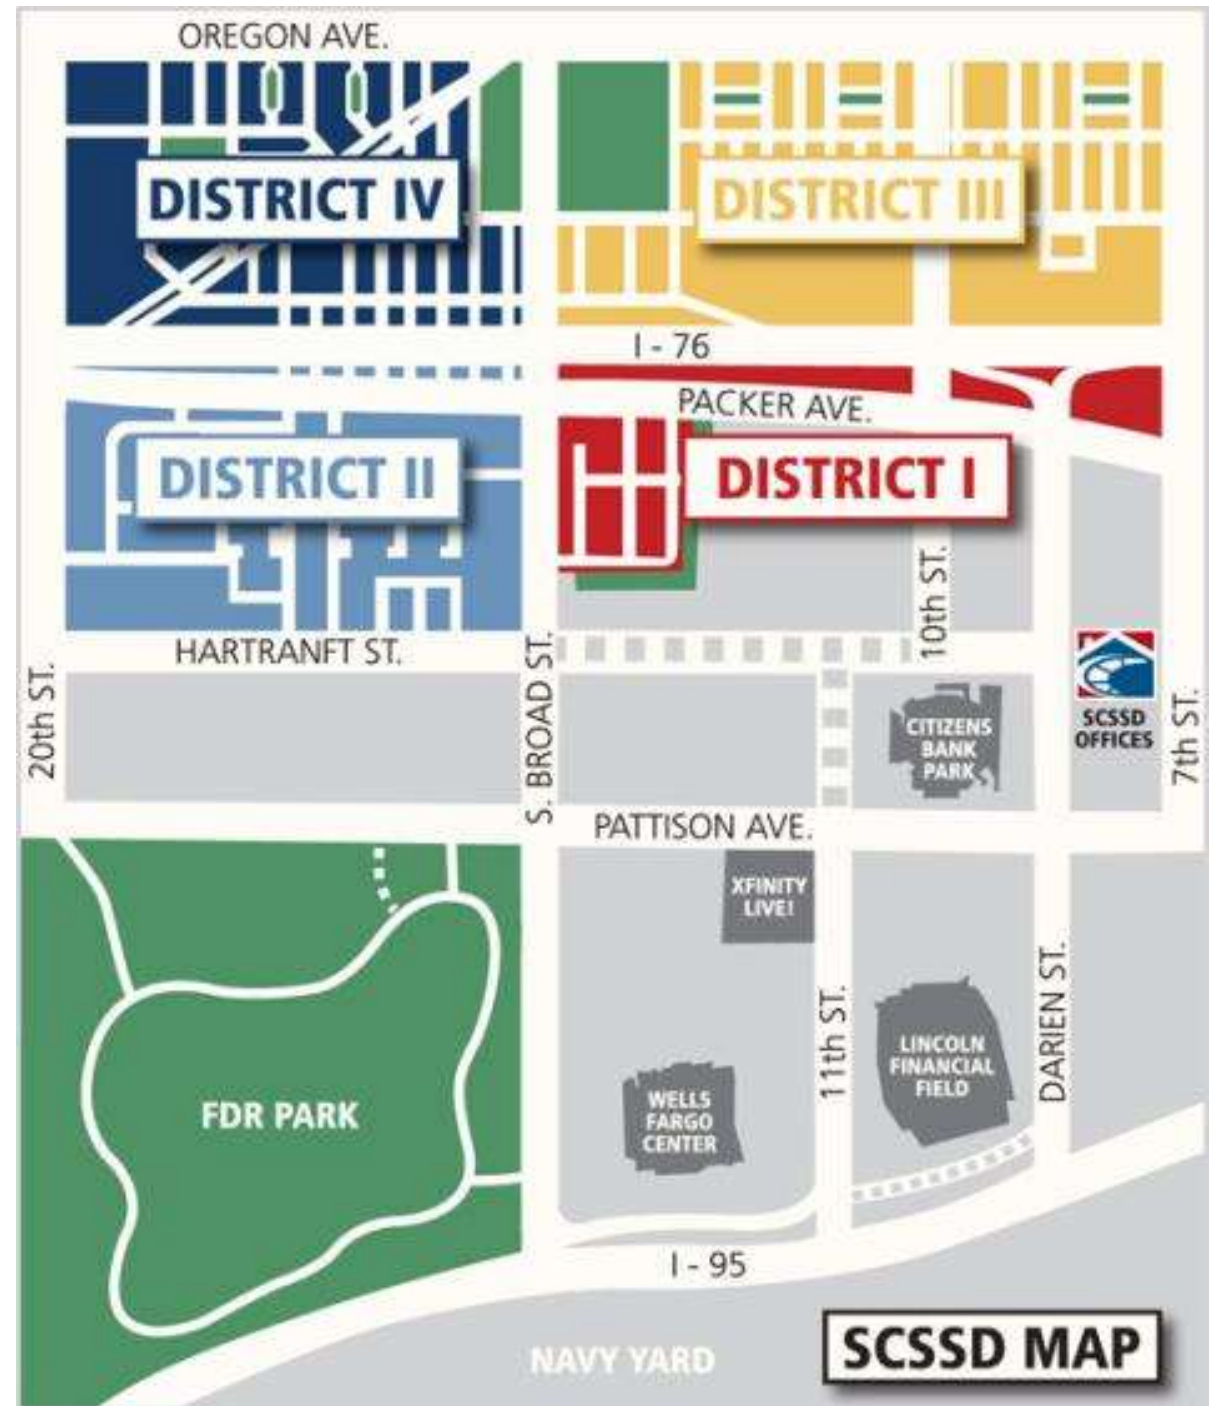 OREGON AVE.
DISTRICT IV
DISTRICT III
I - 76
PACKER AVE.
DISTRICT II
DISTRICT I
10th ST.
HARTRANFT ST.
S. BROAD ST.
20th ST.
CITIZENS
BANK
PARK
SCSSD
OFFICES
7th ST.
PATTISON AVE.
XFINITY
LIVE!
11th ST.
DARIEN ST.
LINCOLN
FINANCIAL
FIELD
FDR PARK
WELLS
FARGO
CENTER
I - 95
NAVY YARD
SCSSD MAP